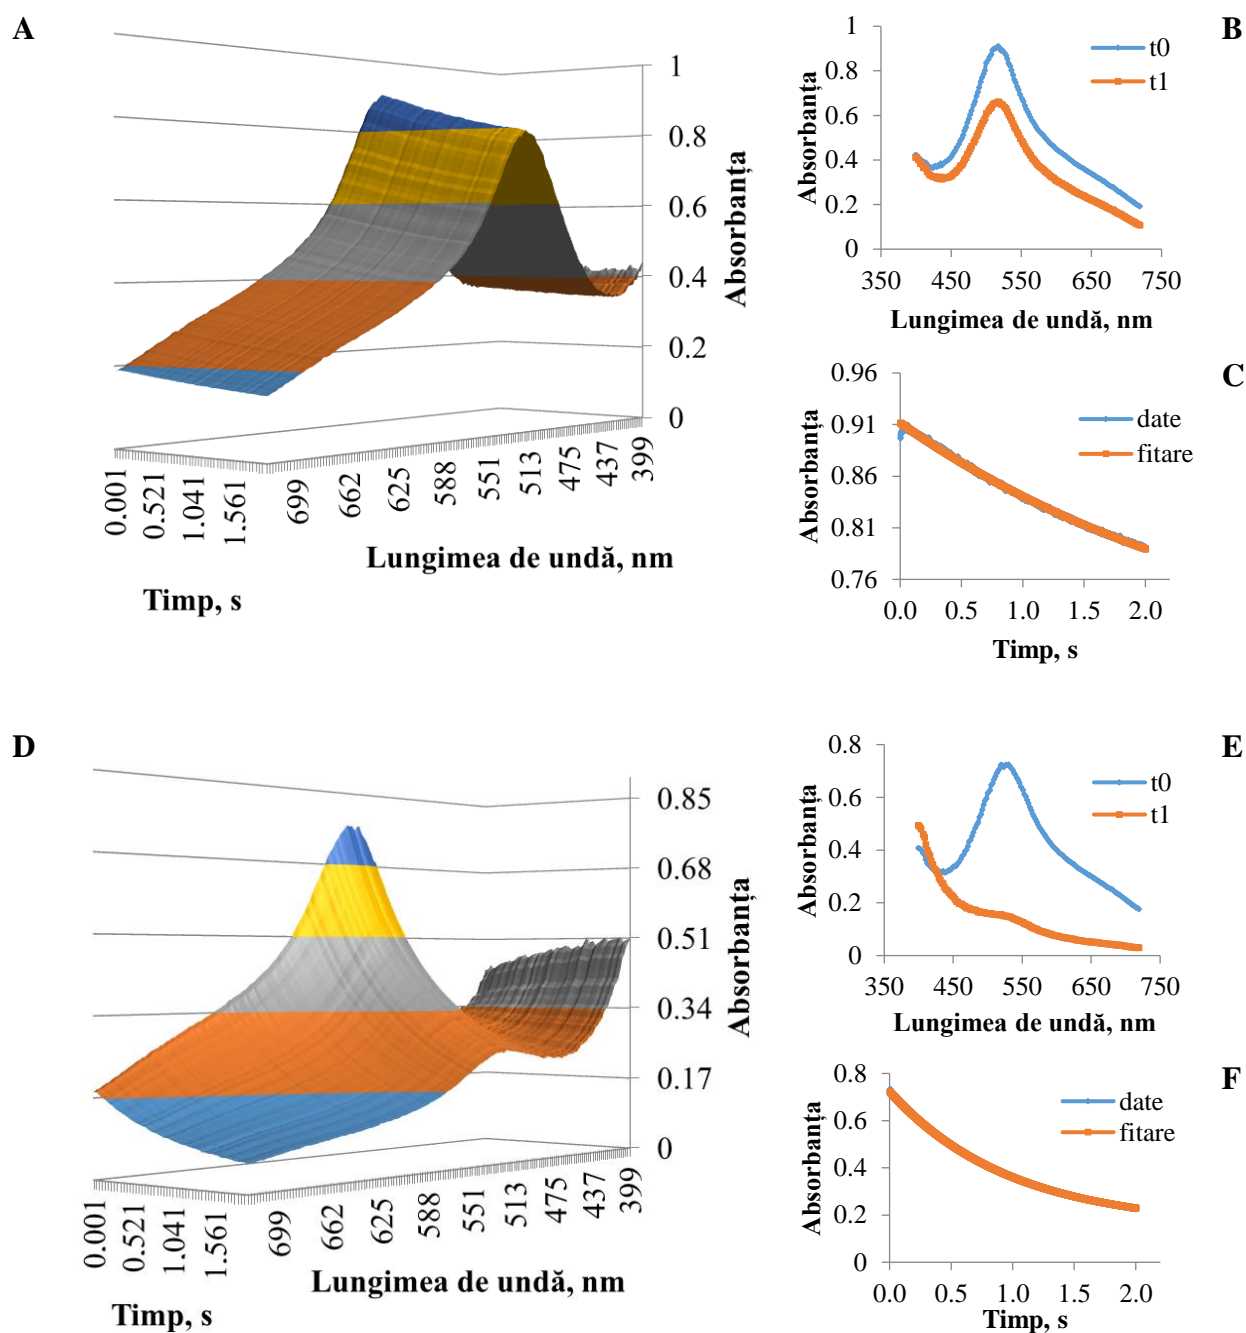 A
1
0.8
0.6
0.4
0.2
0
Absorbanța
0.001
0.521
1.041
1.561
699
662
625
588
551
513
475
437
399
Lungimea de undă, nm
Timp, s
B
1
0.8
0.6
0.4
0.2
0
Absorbanța
t0
t1
350
450
550
650
750
Lungimea de undă, nm
C
0.96
0.91
0.86
0.81
0.76
Absorbanța
date
fitare
0.0
0.5
1.0
1.5
2.0
Timp, s
D
0.85
0.68
0.51
0.34
0.17
0
Absorbanța
0.001
0.521
1.041
1.561
699
662
625
588
551
513
475
437
399
Lungimea de undă, nm
Timp, s
E
0.8
0.6
0.4
0.2
0
Absorbanța
t0
t1
350
450
550
650
750
Lungimea de undă, nm
F
0.8
0.6
0.4
0.2
0
Absorbanța
date
fitare
0.0
0.5
1.0
1.5
2.0
Timp, s